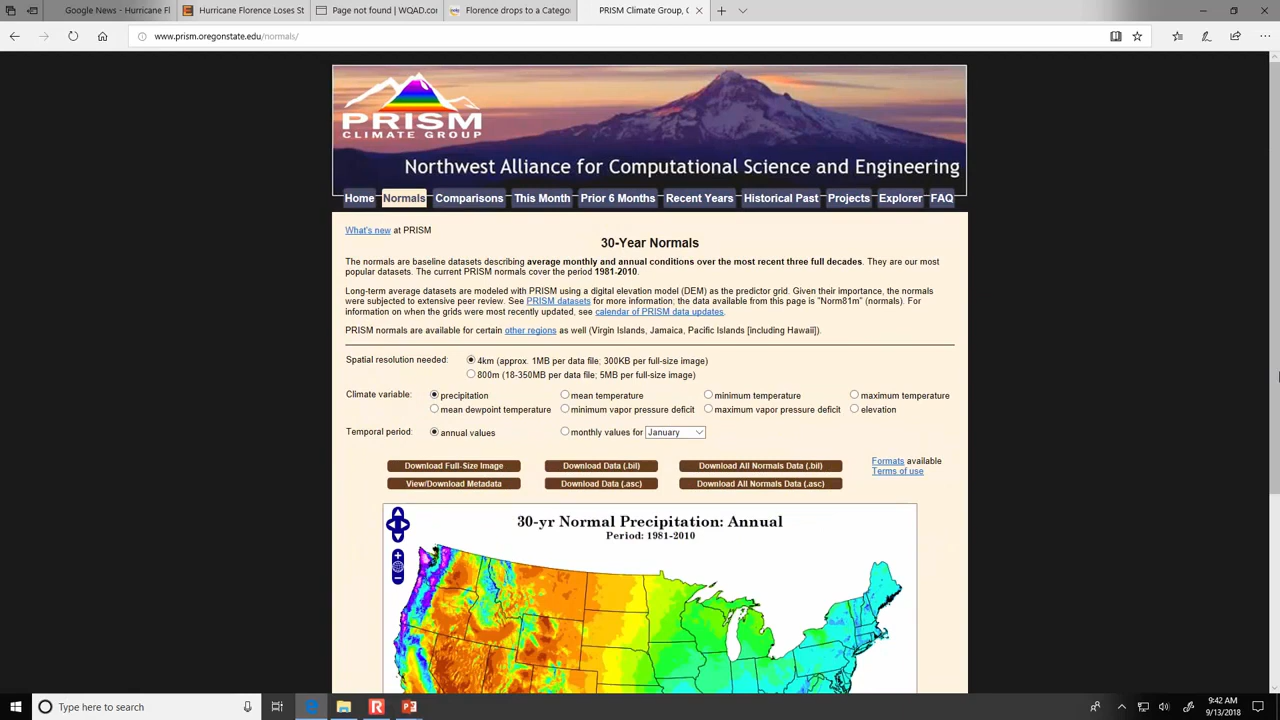 Google News - Hurricane Fl
Hurricane Florence Loses St
Page not found | WQAD.com
Florence drops to a Categor
PRISM Climate Group, O
www.prism.oregonstate.edu/normals/
PRISM
CLIMATE GROUP
Northwest Alliance for Computational Science and Engineering
Home Normals Comparisons This Month Prior 6 Months Recent Years Historical Past Projects Explorer FAQ
What's new at PRISM
30-Year Normals
The normals are baseline datasets describing average monthly and annual conditions over the most recent three full decades. They are our most
popular datasets. The current PRISM normals cover the period 1981-2010.
Long-term average datasets are modeled with PRISM using a digital elevation model (DEM) as the predictor grid. Given their importance, the normals
were subjected to extensive peer review. See PRISM datasets for more information; the data available from this page is "Norm81m" (normals). For
information on when the grids were most recently updated, see calendar of PRISM data updates.
PRISM normals are available for certain other regions as well (Virgin Islands, Jamaica, Pacific Islands [including Hawaii]).
Spatial resolution needed: 4km (approx. 1MB per data file; 300KB per full-size image)
800m (18-350MB per data file; 5MB per full-size image)
Climate variable: precipitation mean temperature minimum temperature maximum temperature
mean dewpoint temperature minimum vapor pressure deficit maximum vapor pressure deficit elevation
Temporal period: annual values monthly values for January
Download Full-Size Image Download Data (.bil) Download All Normals Data (.bil) Formats available
Terms of use
View/Download Metadata Download Data (.asc) Download All Normals Data (.asc)
30-yr Normal Precipitation: Annual
Period: 1981-2010
Type here to search
9:42 AM
9/13/2018